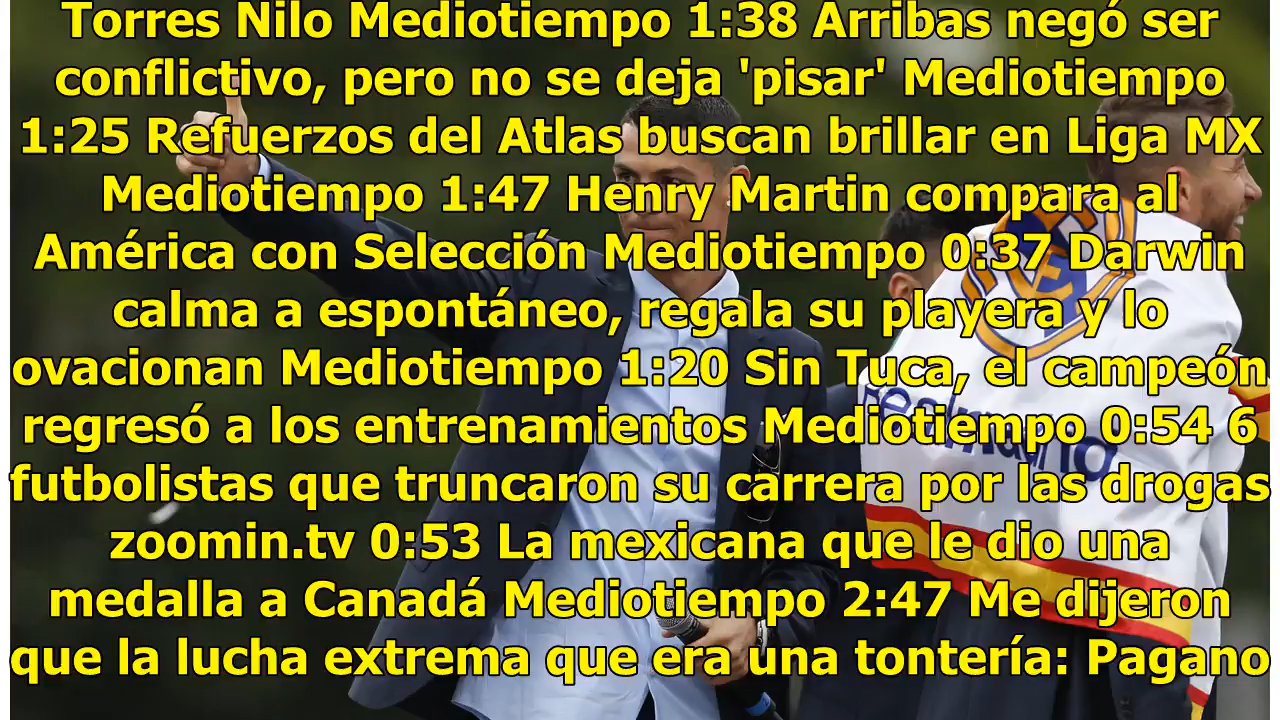 Torres Nilo Mediotiempo 1:38 Arribas negó ser
conflictivo, pero no se deja 'pisar' Mediotiempo
1:25 Refuerzos del Atlas buscan brillar en Liga MX
Mediotiempo 1:47 Henry Martin compara al
América con Selección Mediotiempo 0:37 Darwin
calma a espontáneo, regala su playera y lo
ovacionan Mediotiempo 1:20 Sin Tuca, el campeón
regresó a los entrenamientos Mediotiempo 0:54 6
futbolistas que truncaron su carrera por las drogas
zoomin.tv 0:53 La mexicana que le dio una
medalla a Canadá Mediotiempo 2:47 Me dijeron
que la lucha extrema que era una tontería: Pagano